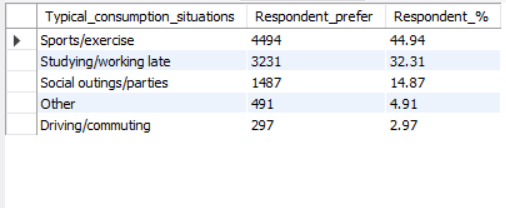 Typical_consumption_situations Respondent_prefer Respondent_%
Sports/exercise 4494 44.94
Studying/working late 3231 32.31
Social outings/parties 1487 14.87
Other 491 4.91
Driving/commuting 297 2.97